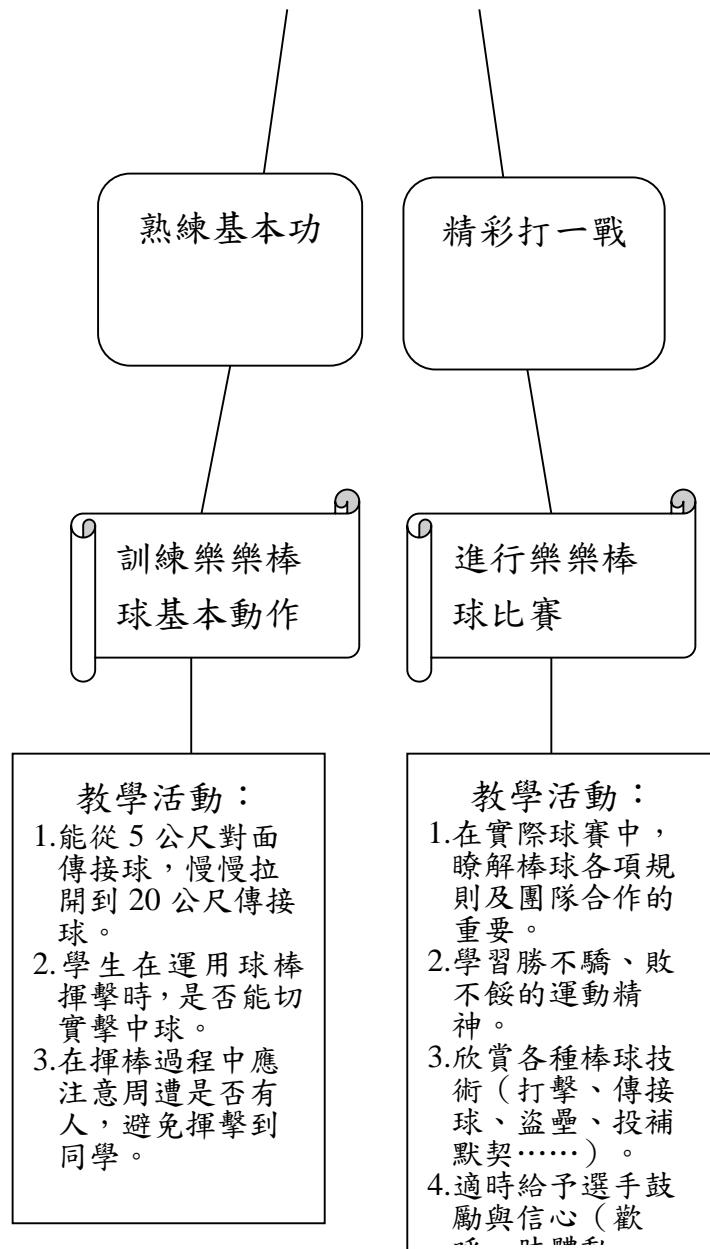 熟練基本功
訓練樂樂棒
球基本動作
教學活動：
1.能從 5 公尺對面
傳接球，慢慢拉
開到 20 公尺傳接
球。
2.學生在運用球棒
揮擊時，是否能切
實擊中球。
3.在揮棒過程中應
注意周遭是否有
人，避免揮擊到
同學。
精彩打一戰
進行樂樂棒
球比賽
教學活動：
1.在實際球賽中，
瞭解棒球各項規
則及團隊合作的
重要。
2.學習勝不驕、敗
不餒的運動精
神。
3.欣賞各種棒球技
術（打擊、傳接
球、盜壘、投補
默契……）。
4.適時給予選手鼓
勵與信心（歡